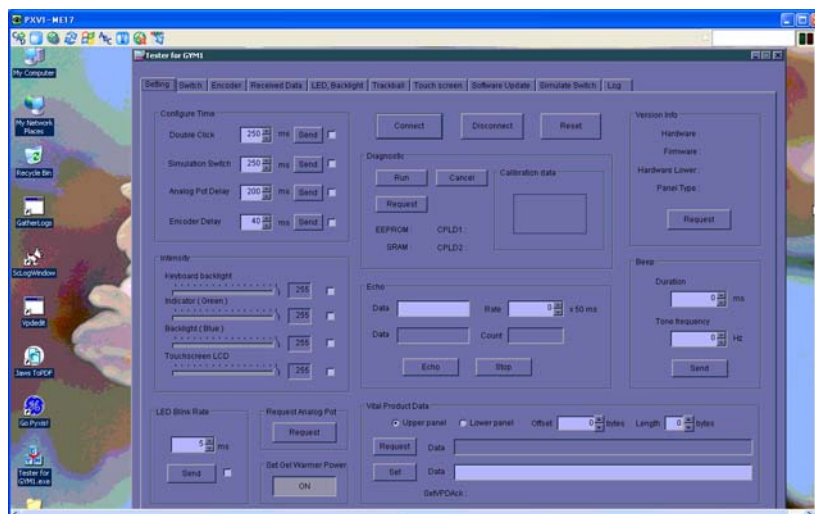 PXV1-ME17
Tester for GYM1
My Computer
My Network Places
Recycle Bin
GatherLogs
ScLogWindow
Vpdedit
Jaws ToPDF
Go Pyxis!
Tester for GYM1.exe
Setting Switch Encoder Received Data LED, Backlight Trackball Touch screen Software Update Simulate Switch Log
Configure Time
Double Click 250 ms Send
Simulation Switch 250 ms Send
Analog Pot Delay 200 ms Send
Encoder Delay 40 ms Send
Connect Disconnect Reset
Diagnostic
Run Cancel
Request
Calibration data
EEPROM : CPLD1 :
SRAM : CPLD2 :
Version Info
Hardware :
Firmware :
Hardware Lower :
Panel Type :
Request
Intensity
Keyboard backlight
255
Indicator ( Green )
255
Backlight ( Blue )
255
Touchscreen LCD
255
Echo
Data Rate 0 x 50 ms
Data Count
Echo Stop
Beep
Duration
0 ms
Tone frequency
0 Hz
Send
LED Blink Rate
5 ms
Send
Request Analog Pot
Request
Set Gel Warmer Power
ON
Vital Product Data
Upper panel Lower panel Offset 0 bytes Length 0 bytes
Request Data
Set Data
SetVPDAck :